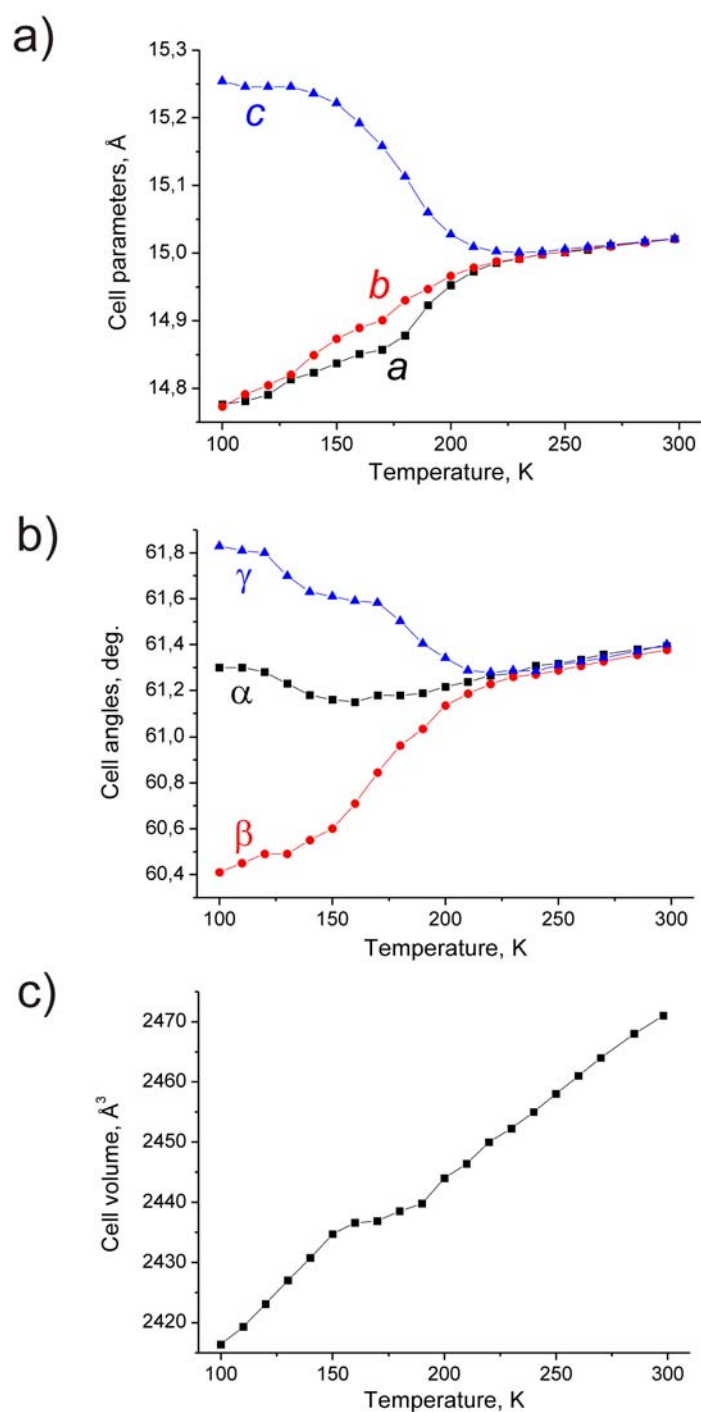 a)
15,3
15,2
15,1
15,0
14,9
14,8
Cell parameters, Å
c
b
a
100 150 200 250 300
Temperature, K
b)
61,8
61,6
61,4
61,2
61,0
60,8
60,6
60,4
Cell angles, deg.
γ
α
β
100 150 200 250 300
Temperature, K
c)
2470
2460
2450
2440
2430
2420
Cell volume, Å³
100 150 200 250 300
Temperature, K